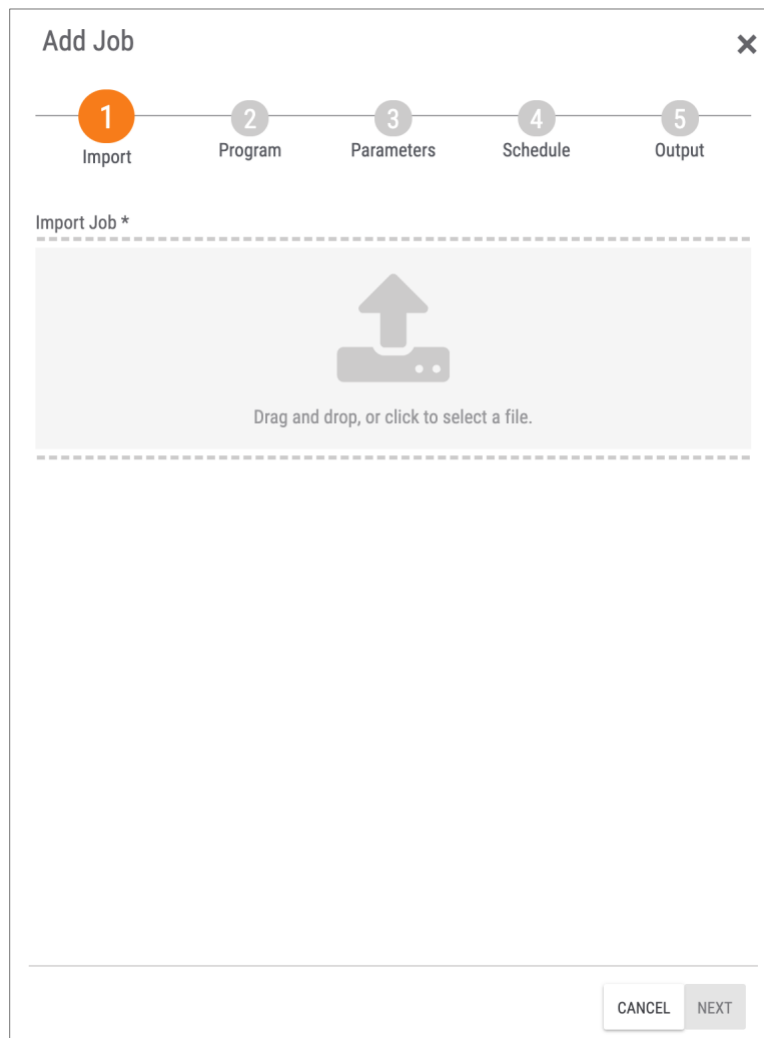 Add Job
1 2 3 4 5
Import Program Parameters Schedule Output
Import Job *
Drag and drop, or click to select a file.
CANCEL NEXT